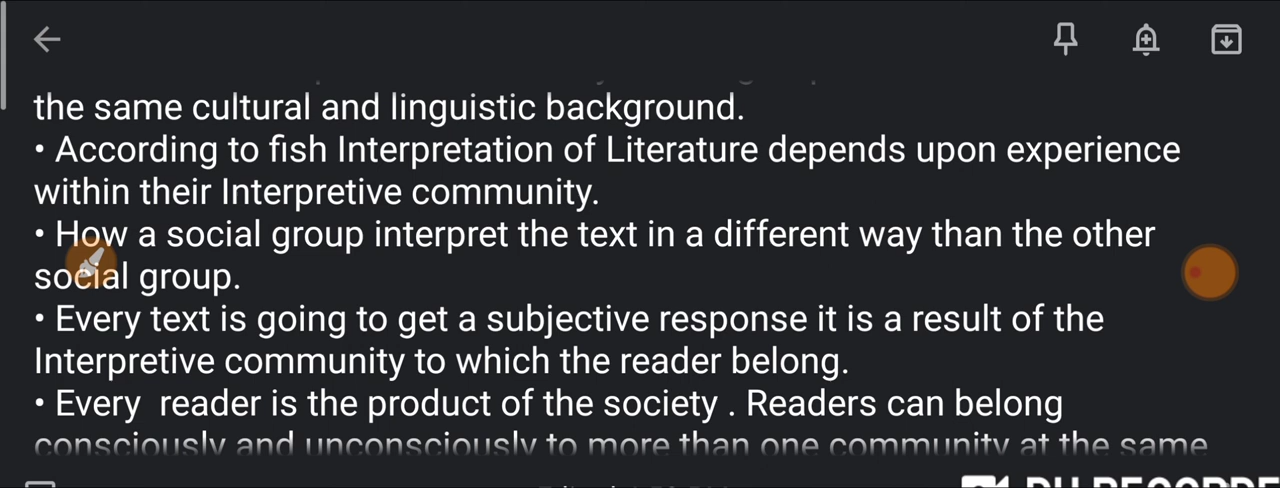 the same cultural and linguistic background.
• According to fish Interpretation of Literature depends upon experience
within their Interpretive community.
• How a social group interpret the text in a different way than the other
social group.
• Every text is going to get a subjective response it is a result of the
Interpretive community to which the reader belong.
• Every  reader is the product of the society . Readers can belong
consciously and unconsciously to more than one community at the same